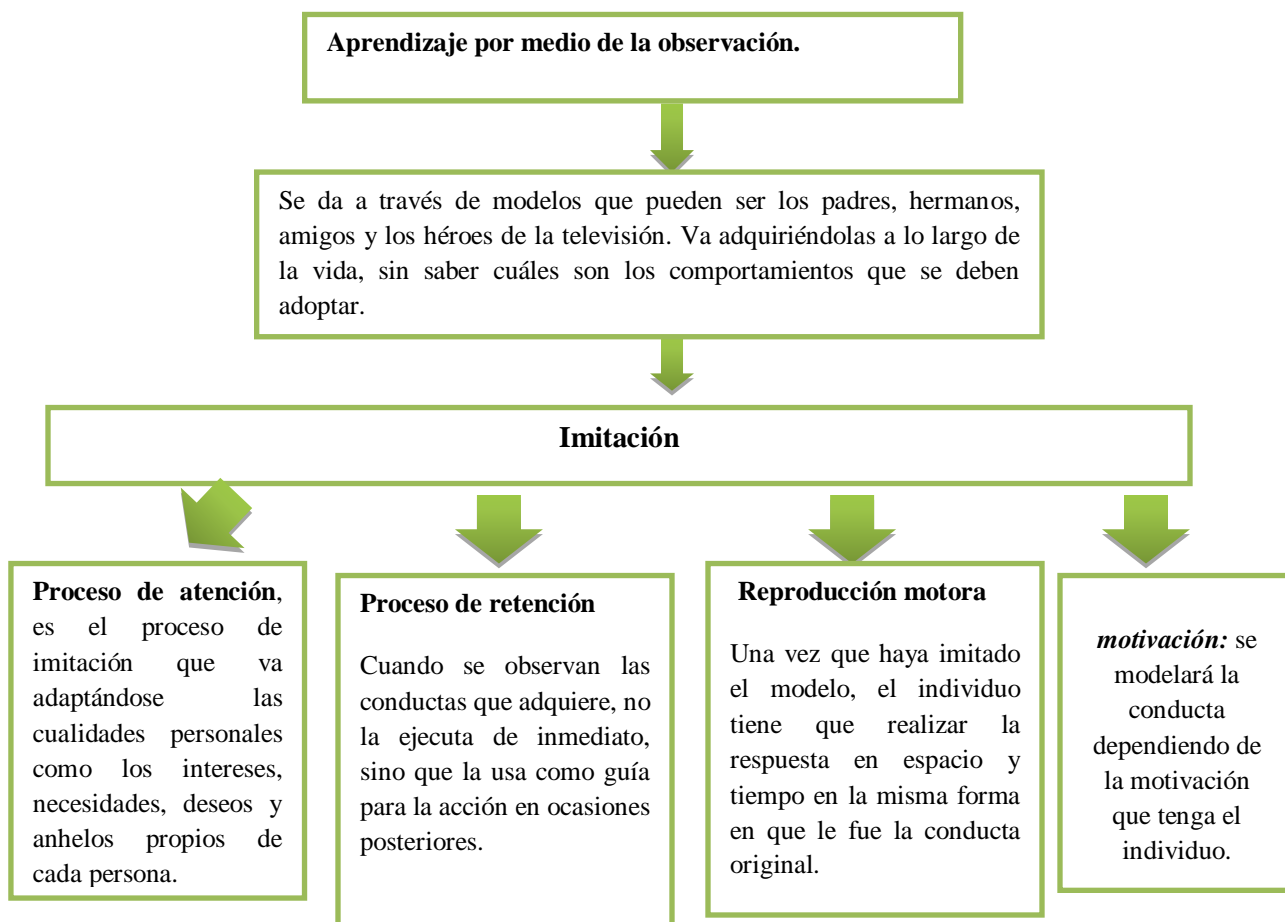 Aprendizaje por medio de la observación.
Se da a través de modelos que pueden ser los padres, hermanos,
amigos y los héroes de la televisión. Va adquiriéndolas a lo largo de
la vida, sin saber cuáles son los comportamientos que se deben
adoptar.
Imitación
Proceso de atención,
es el proceso de
imitación que va
adaptándose las
cualidades personales
como los intereses,
necesidades, deseos y
anhelos propios de
cada persona.
Proceso de retención
Cuando se observan las
conductas que adquiere, no
la ejecuta de inmediato,
sino que la usa como guía
para la acción en ocasiones
posteriores.
Reproducción motora
Una vez que haya imitado
el modelo, el individuo
tiene que realizar la
respuesta en espacio y
tiempo en la misma forma
en que le fue la conducta
original.
motivación: se
modelará la
conducta
dependiendo de
la motivación
que tenga el
individuo.